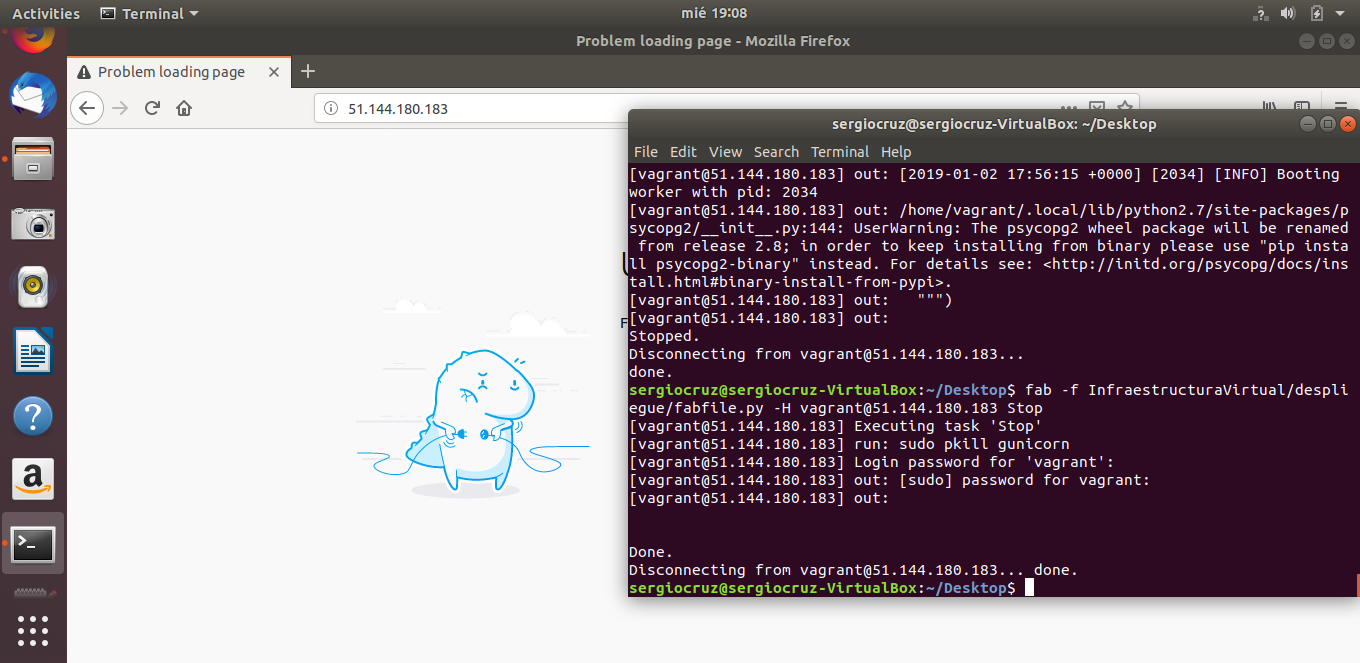 Activities Terminal mié 19:08
Problem loading page - Mozilla Firefox
Problem loading page
51.144.180.183
sergiocruz@sergiocruz-VirtualBox: ~/Desktop
File Edit View Search Terminal Help
[vagrant@51.144.180.183] out: [2019-01-02 17:56:15 +0000] [2034] [INFO] Booting
worker with pid: 2034
[vagrant@51.144.180.183] out: /home/vagrant/.local/lib/python2.7/site-packages/p
sycopg2/__init__.py:144: UserWarning: The psycopg2 wheel package will be renamed
 from release 2.8; in order to keep installing from binary please use "pip insta
ll psycopg2-binary" instead. For details see: <http://initd.org/psycopg/docs/ins
tall.html#binary-install-from-pypi>.
[vagrant@51.144.180.183] out:   """)
[vagrant@51.144.180.183] out:
Stopped.
Disconnecting from vagrant@51.144.180.183...
done.
sergiocruz@sergiocruz-VirtualBox:~/Desktop$ fab -f InfraestructuraVirtual/despli
egue/fabfile.py -H vagrant@51.144.180.183 Stop
[vagrant@51.144.180.183] Executing task 'Stop'
[vagrant@51.144.180.183] run: sudo pkill gunicorn
[vagrant@51.144.180.183] Login password for 'vagrant':
[vagrant@51.144.180.183] out: [sudo] password for vagrant:
[vagrant@51.144.180.183] out:
Done.
Disconnecting from vagrant@51.144.180.183... done.
sergiocruz@sergiocruz-VirtualBox:~/Desktop$